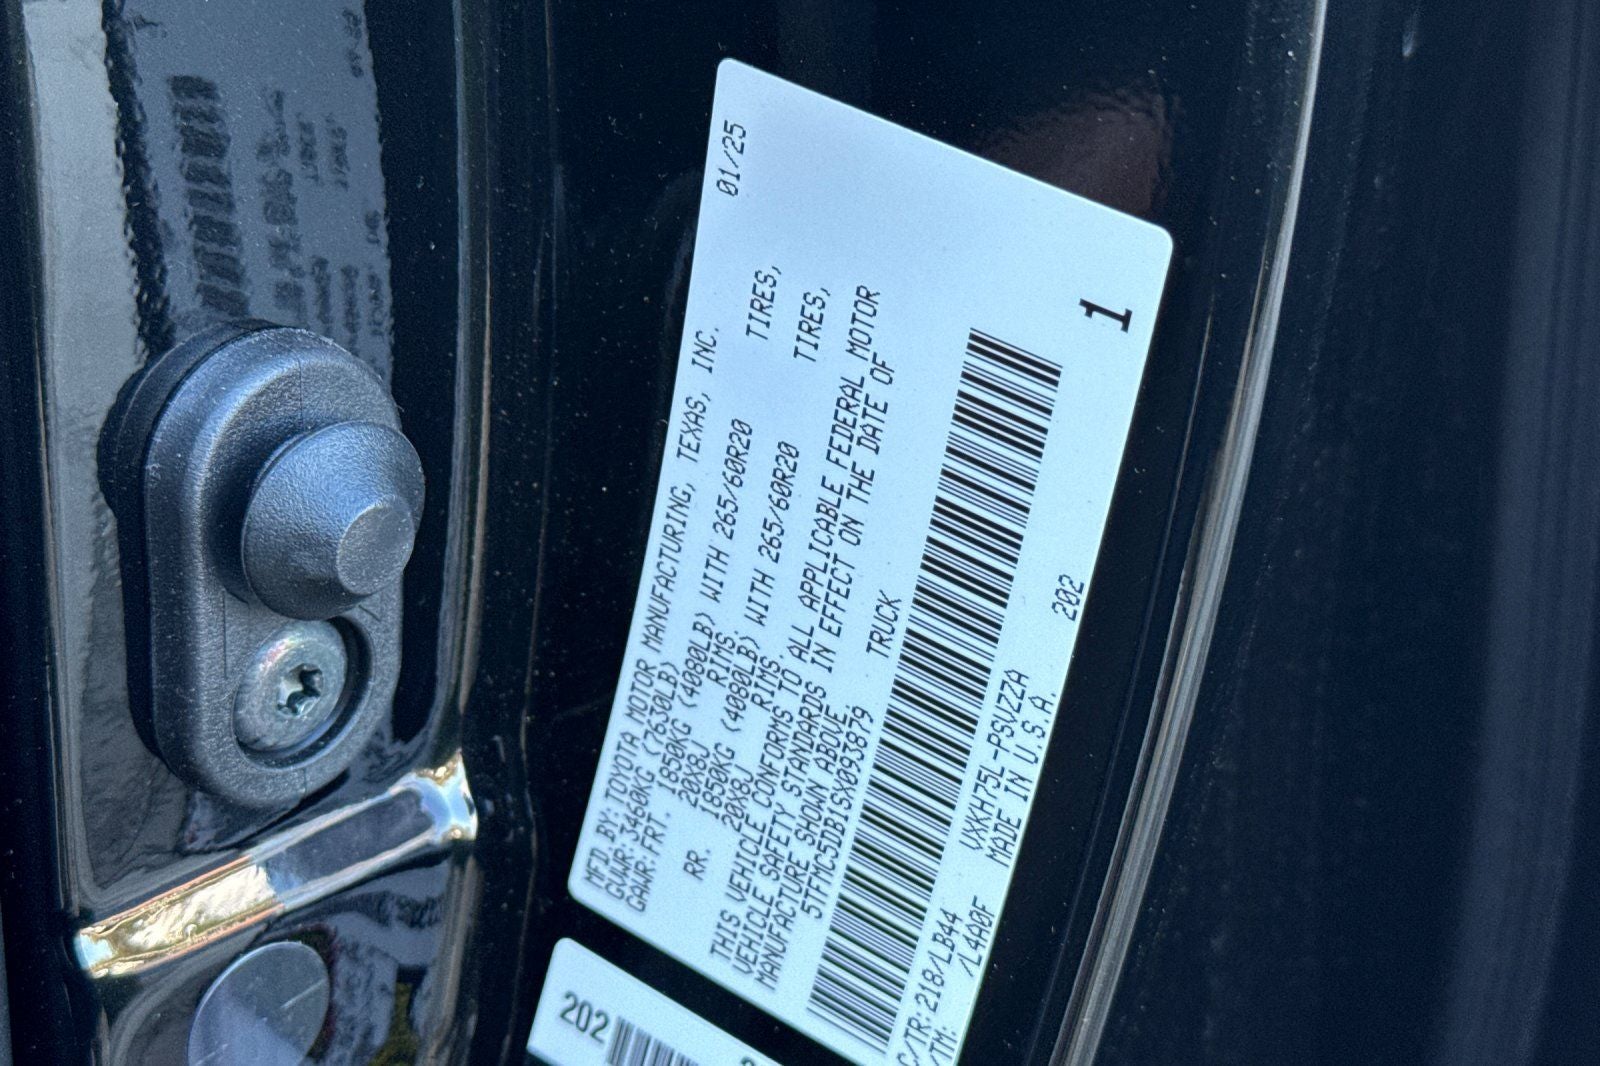 MFD.BY: TOYOTA MOTOR MANUFACTURING, TEXAS, INC. 01/25
GVWR:3460KG (7630LB)
GAWR:FRT. 1850KG (4080LB) WITH 265/60R20 TIRES,
20X8J RIMS.
RR. 1850KG (4080LB) WITH 265/60R20 TIRES,
20X8J RIMS.
THIS VEHICLE CONFORMS TO ALL APPLICABLE FEDERAL MOTOR
VEHICLE SAFETY STANDARDS IN EFFECT ON THE DATE OF
MANUFACTURE SHOWN ABOVE.
5TFMC5DB1SX093879 TRUCK
1
C/TR:218/LB44 VXKH75L-PSVZZA 202
/TM: /L4A0F MADE IN U.S.A.
202